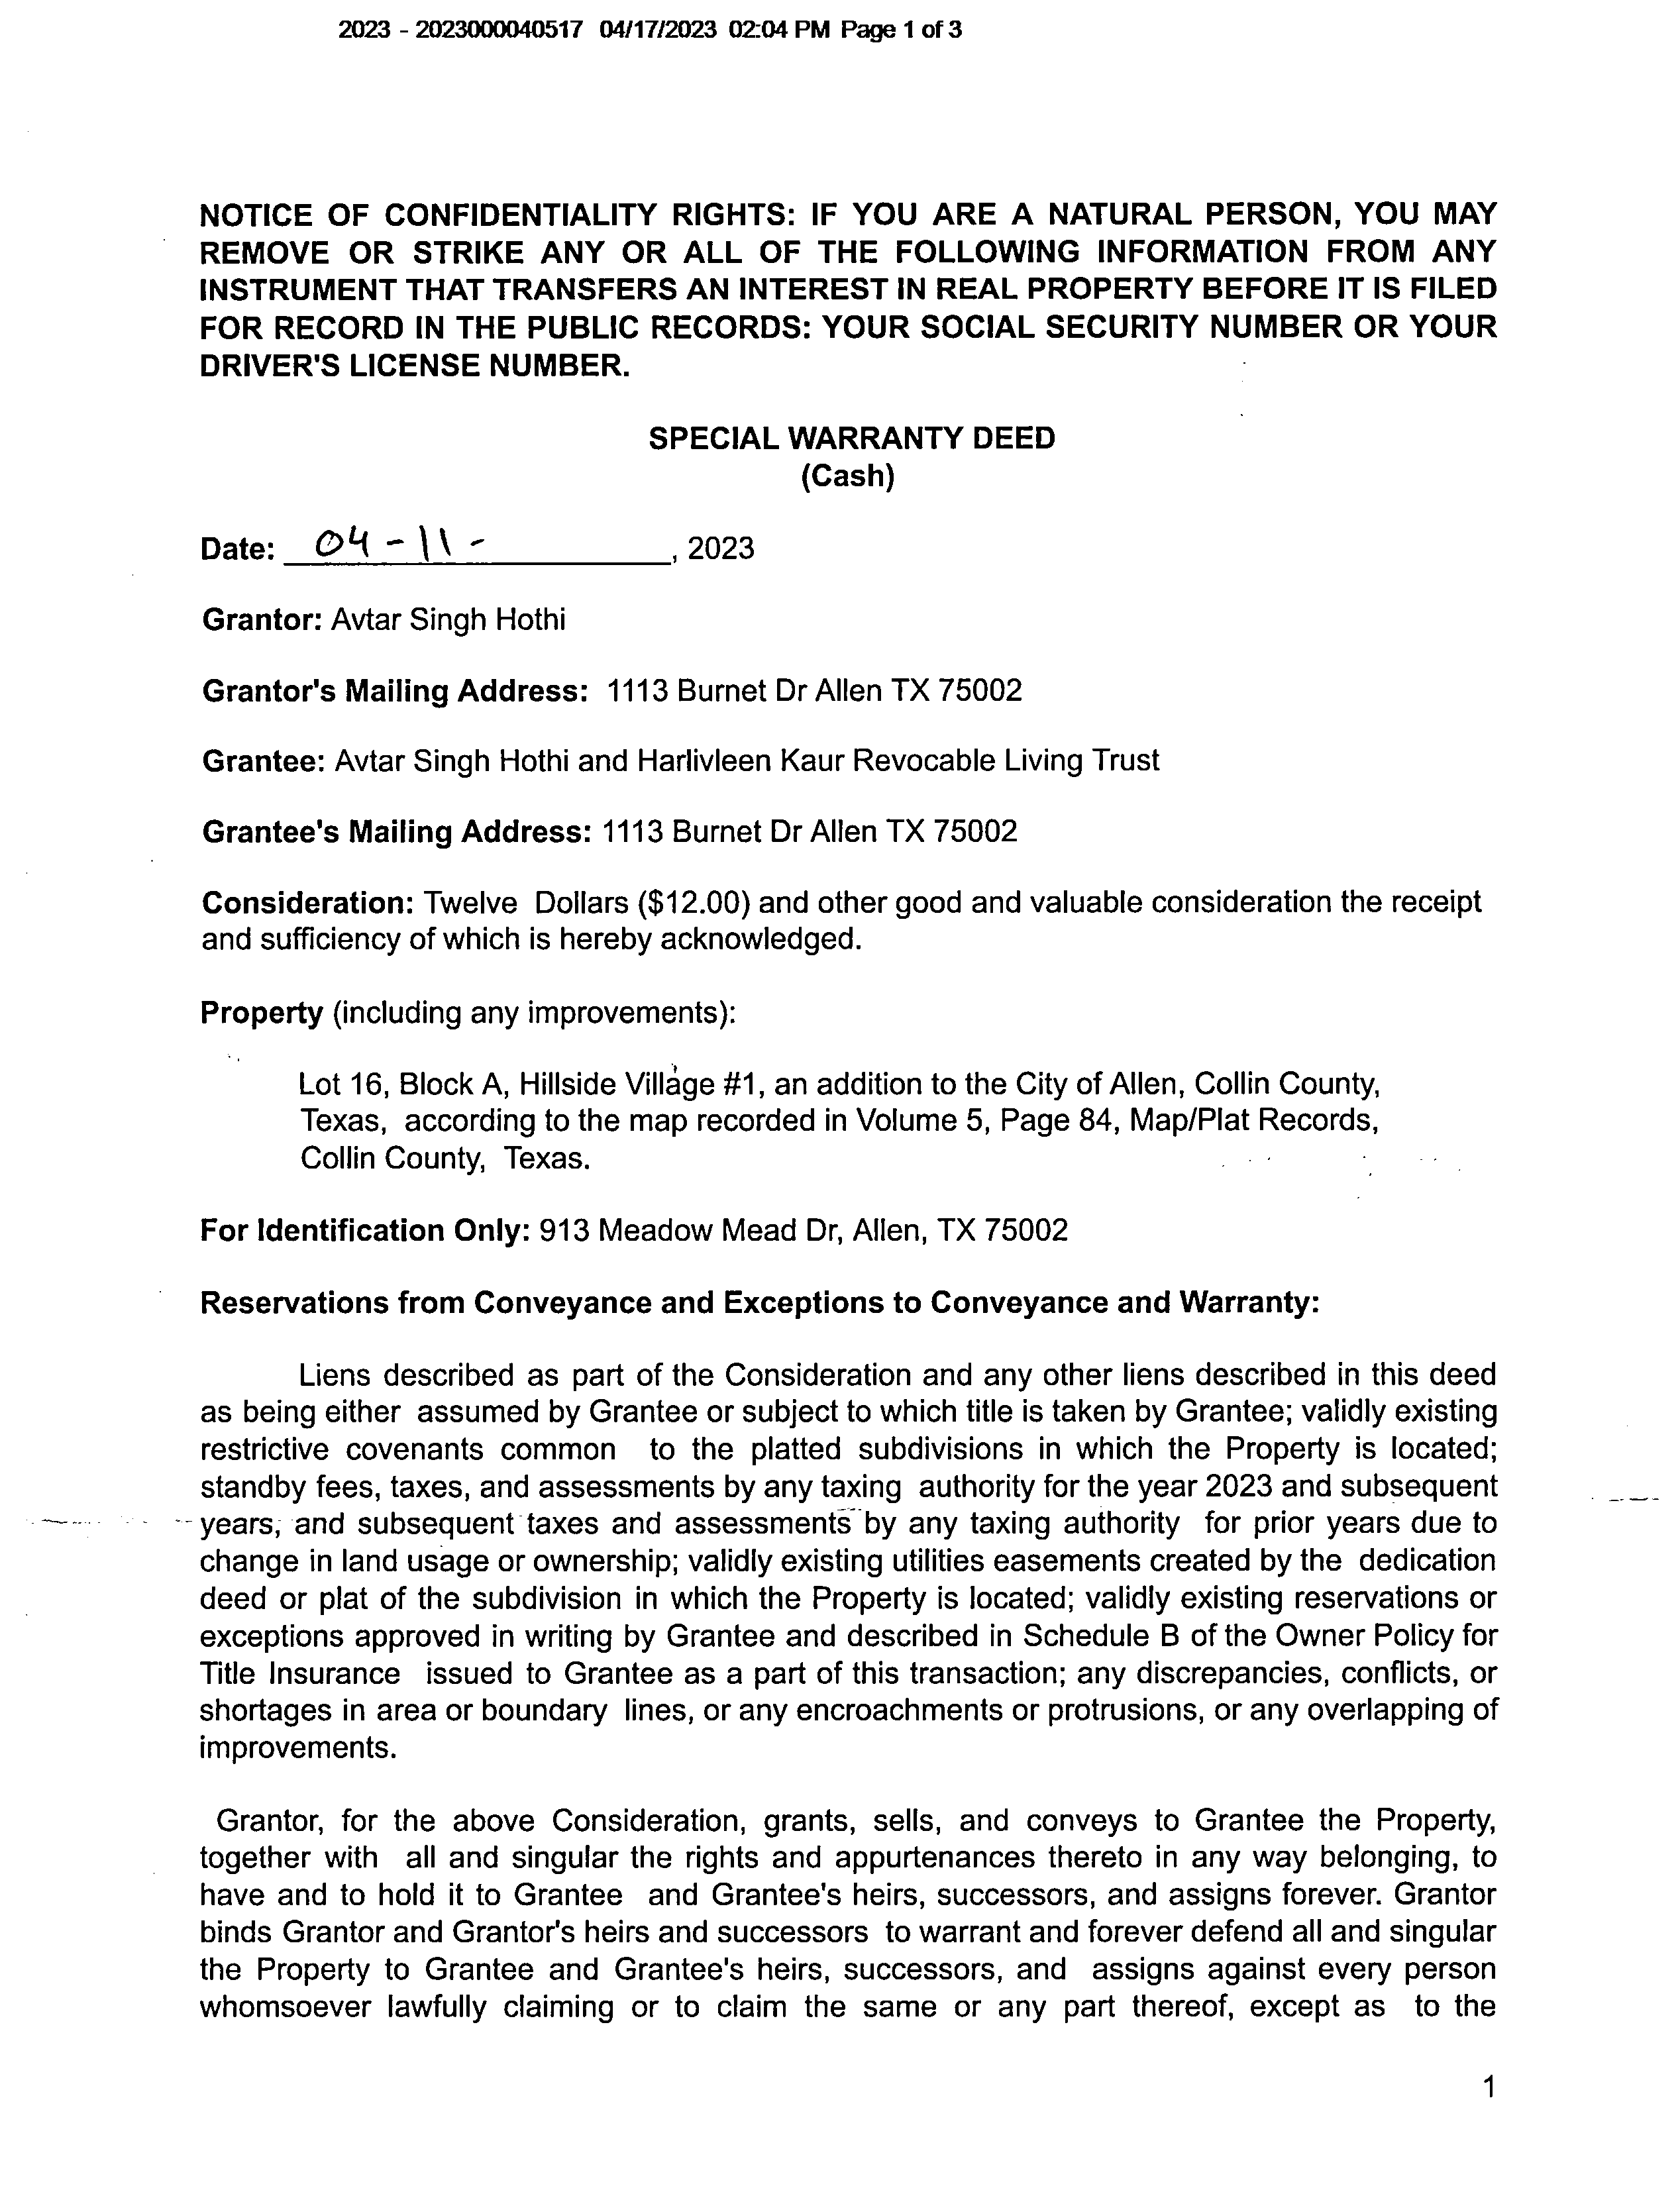 2023 - 2023000040517 04/17/2023 02:04 PM Page 1 of 3
NOTICE OF CONFIDENTIALITY RIGHTS: IF YOU ARE A NATURAL PERSON, YOU MAY
REMOVE OR STRIKE ANY OR ALL OF THE FOLLOWING INFORMATION FROM ANY
INSTRUMENT THAT TRANSFERS AN INTEREST IN REAL PROPERTY BEFORE IT IS FILED
FOR RECORD IN THE PUBLIC RECORDS: YOUR SOCIAL SECURITY NUMBER OR YOUR
DRIVER'S LICENSE NUMBER.
SPECIAL WARRANTY DEED
(Cash)
Date: 04-11- , 2023
Grantor: Avtar Singh Hothi
Grantor's Mailing Address: 1113 Burnet Dr Allen TX 75002
Grantee: Avtar Singh Hothi and Harlivleen Kaur Revocable Living Trust
Grantee's Mailing Address: 1113 Burnet Dr Allen TX 75002
Consideration: Twelve Dollars ($12.00) and other good and valuable consideration the receipt
and sufficiency of which is hereby acknowledged.
Property (including any improvements):
Lot 16, Block A, Hillside Village #1, an addition to the City of Allen, Collin County,
Texas, according to the map recorded in Volume 5, Page 84, Map/Plat Records,
Collin County, Texas.
For Identification Only: 913 Meadow Mead Dr, Allen, TX 75002
Reservations from Conveyance and Exceptions to Conveyance and Warranty:
Liens described as part of the Consideration and any other liens described in this deed
as being either assumed by Grantee or subject to which title is taken by Grantee; validly existing
restrictive covenants common to the platted subdivisions in which the Property is located;
standby fees, taxes, and assessments by any taxing authority for the year 2023 and subsequent
years, and subsequent taxes and assessments by any taxing authority for prior years due to
change in land usage or ownership; validly existing utilities easements created by the dedication
deed or plat of the subdivision in which the Property is located; validly existing reservations or
exceptions approved in writing by Grantee and described in Schedule B of the Owner Policy for
Title Insurance issued to Grantee as a part of this transaction; any discrepancies, conflicts, or
shortages in area or boundary lines, or any encroachments or protrusions, or any overlapping of
improvements.
Grantor, for the above Consideration, grants, sells, and conveys to Grantee the Property,
together with all and singular the rights and appurtenances thereto in any way belonging, to
have and to hold it to Grantee and Grantee's heirs, successors, and assigns forever. Grantor
binds Grantor and Grantor's heirs and successors to warrant and forever defend all and singular
the Property to Grantee and Grantee's heirs, successors, and assigns against every person
whomsoever lawfully claiming or to claim the same or any part thereof, except as to the
1